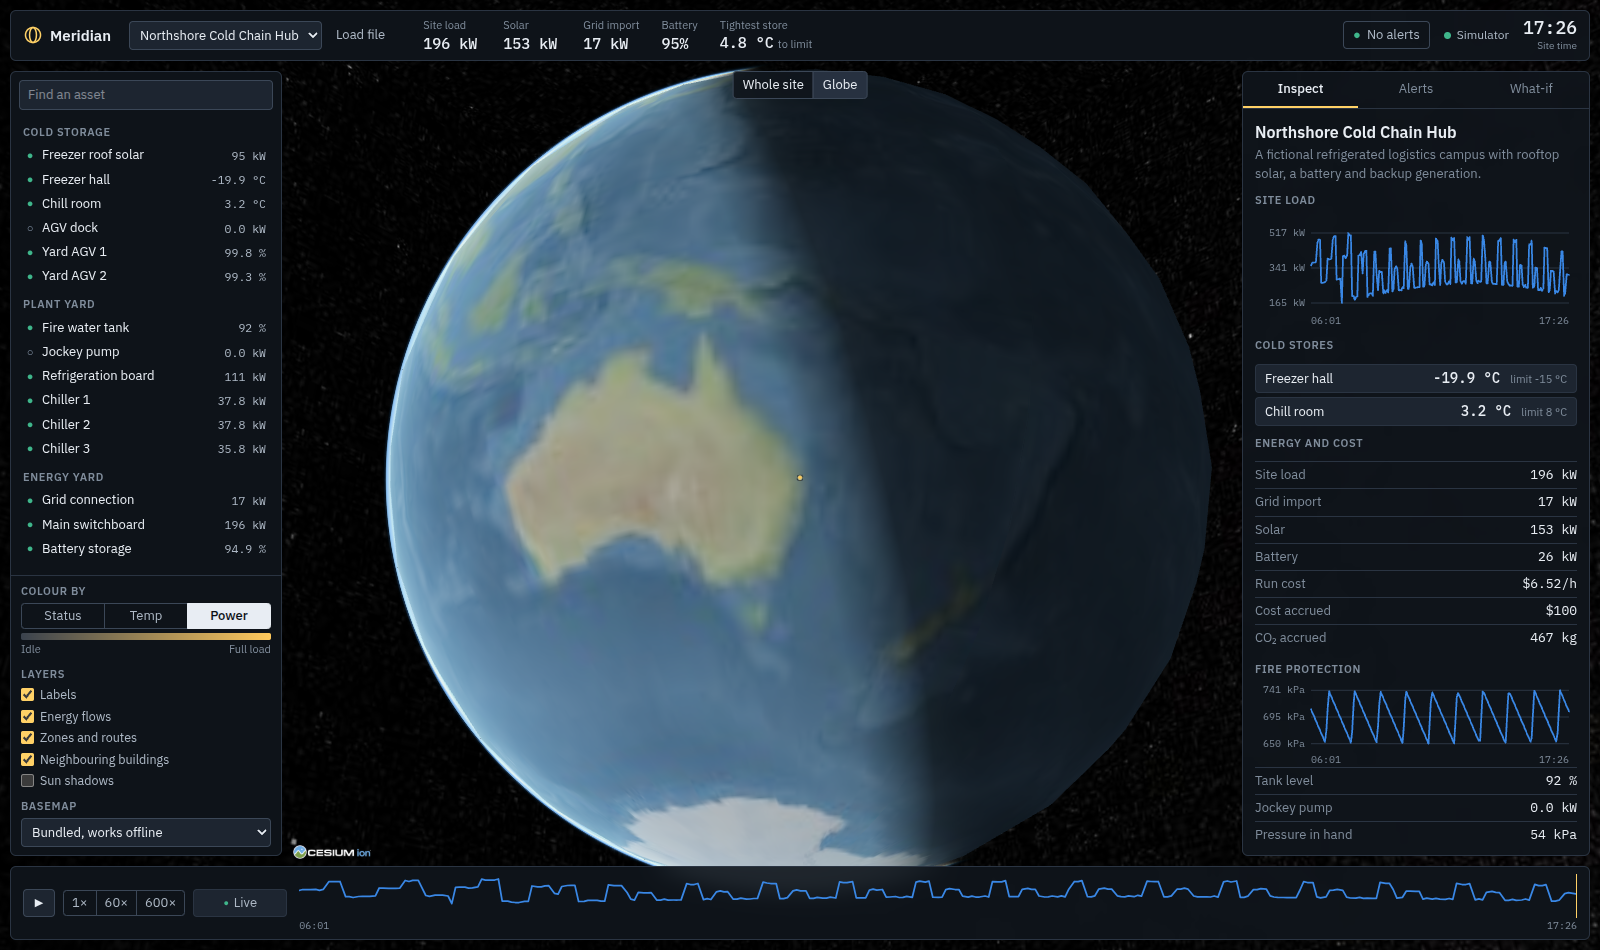 Meridian
Northshore Cold Chain Hub
Load file
Site load
196 kW
Solar
153 kW
Grid import
17 kW
Battery
95%
Tightest store
4.8 °C to limit
No alerts
Simulator
17:26
Site time
Find an asset
COLD STORAGE
Freezer roof solar 95 kW
Freezer hall -19.9 °C
Chill room 3.2 °C
AGV dock 0.0 kW
Yard AGV 1 99.8 %
Yard AGV 2 99.3 %
PLANT YARD
Fire water tank 92 %
Jockey pump 0.0 kW
Refrigeration board 111 kW
Chiller 1 37.8 kW
Chiller 2 37.8 kW
Chiller 3 35.8 kW
ENERGY YARD
Grid connection 17 kW
Main switchboard 196 kW
Battery storage 94.9 %
COLOUR BY
Status Temp Power
Idle Full load
LAYERS
Labels
Energy flows
Zones and routes
Neighbouring buildings
Sun shadows
BASEMAP
Bundled, works offline
Whole site Globe
CESIUM ion
Inspect Alerts What-if
Northshore Cold Chain Hub
A fictional refrigerated logistics campus with rooftop
solar, a battery and backup generation.
SITE LOAD
517 kW
341 kW
165 kW
06:01 17:26
COLD STORES
Freezer hall -19.9 °C limit -15 °C
Chill room 3.2 °C limit 8 °C
ENERGY AND COST
Site load 196 kW
Grid import 17 kW
Solar 153 kW
Battery 26 kW
Run cost $6.52/h
Cost accrued $100
CO₂ accrued 467 kg
FIRE PROTECTION
741 kPa
695 kPa
650 kPa
06:01 17:26
Tank level 92 %
Jockey pump 0.0 kW
Pressure in hand 54 kPa
1× 60× 600× Live
06:01 17:26